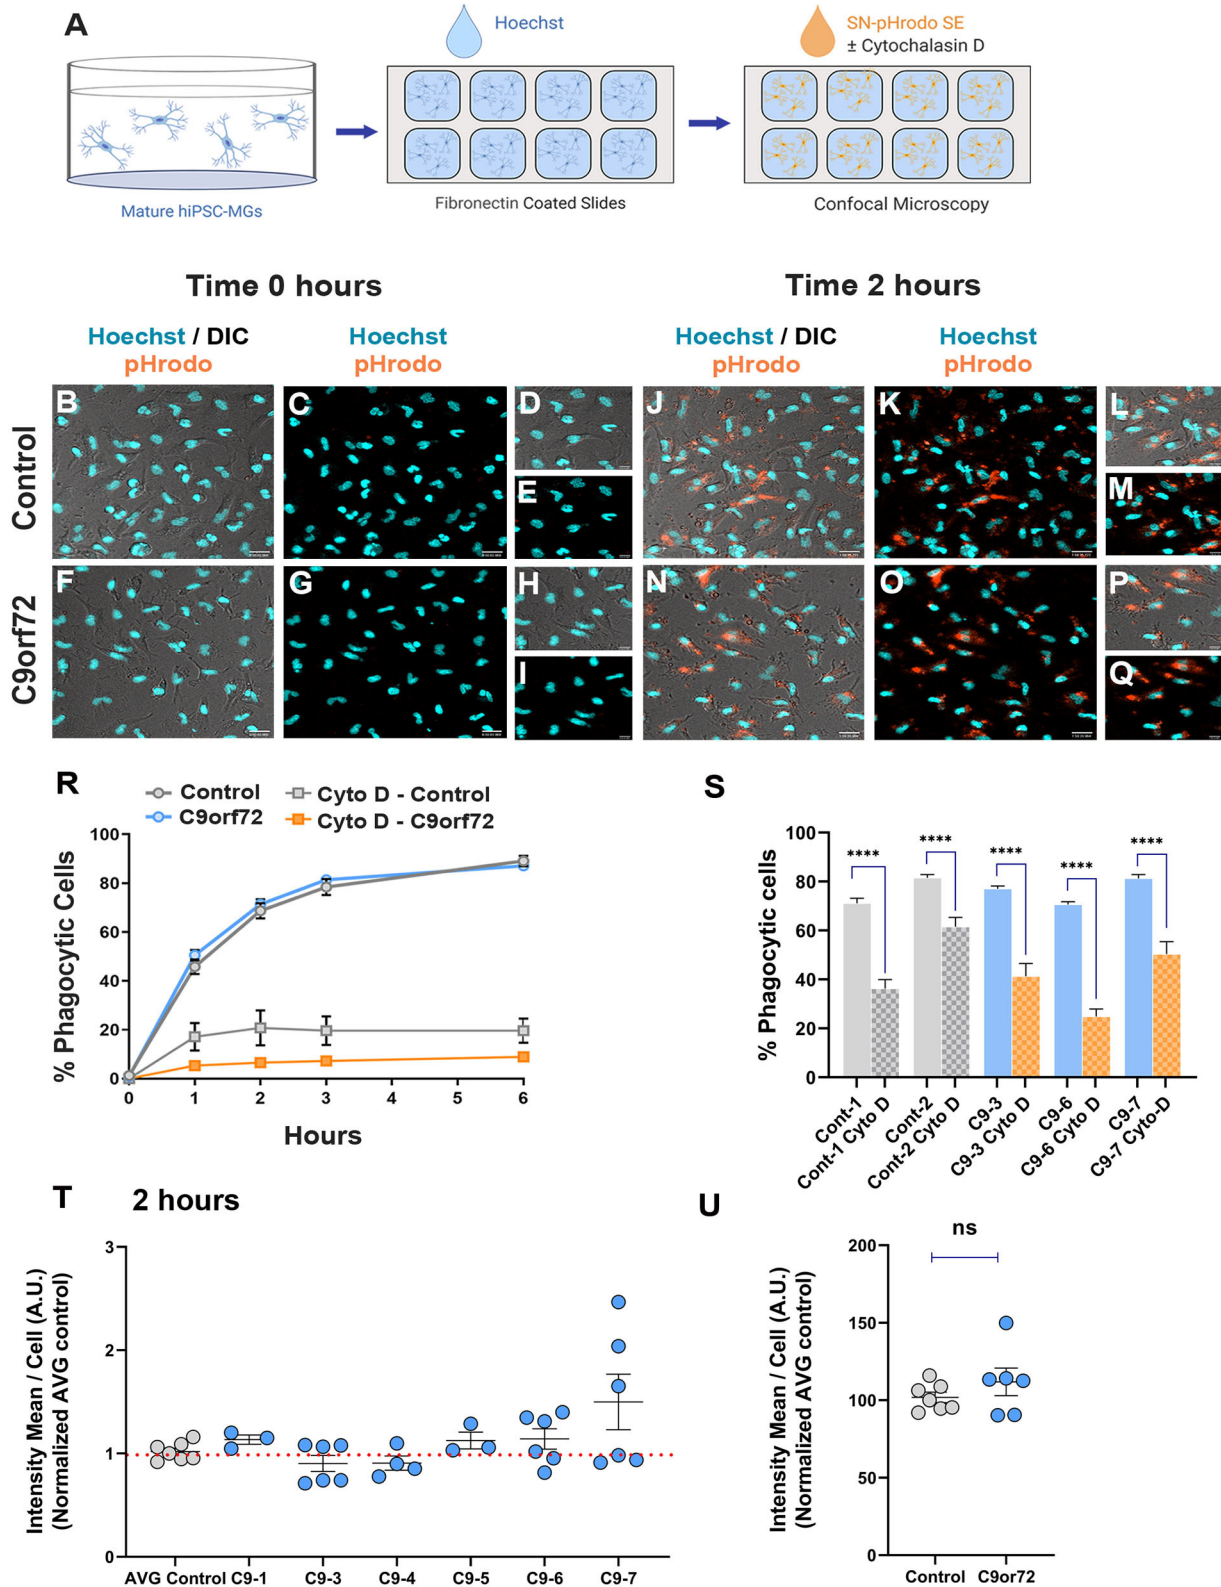 A
Hoechst
SN-pHrodo SE
± Cytochalasin D
Mature hiPSC-MGs
Fibronectin Coated Slides
Confocal Microscopy
Time 0 hours
Time 2 hours
Hoechst / DIC
pHrodo
Hoechst
pHrodo
Hoechst / DIC
pHrodo
Hoechst
pHrodo
Control
B
C
D
E
J
K
L
M
C9orf72
F
G
H
I
N
O
P
Q
R
Control
C9orf72
Cyto D - Control
Cyto D - C9orf72
% Phagocytic Cells
100
80
60
40
20
0
0 1 2 3 4 5 6
Hours
S
% Phagocytic cells
100
80
60
40
20
0
**** **** **** **** ****
Cont-1
Cont-1 Cyto D
Cont-2
Cont-2 Cyto D
C9-3
C9-3 Cyto D
C9-6
C9-6 Cyto D
C9-7
C9-7 Cyto-D
T
2 hours
Intensity Mean / Cell (A.U.)
(Normalized AVG control)
3
2
1
0
AVG Control C9-1 C9-3 C9-4 C9-5 C9-6 C9-7
U
ns
Intensity Mean / Cell (A.U.)
(Normalized AVG control)
200
150
100
50
0
Control C9or72